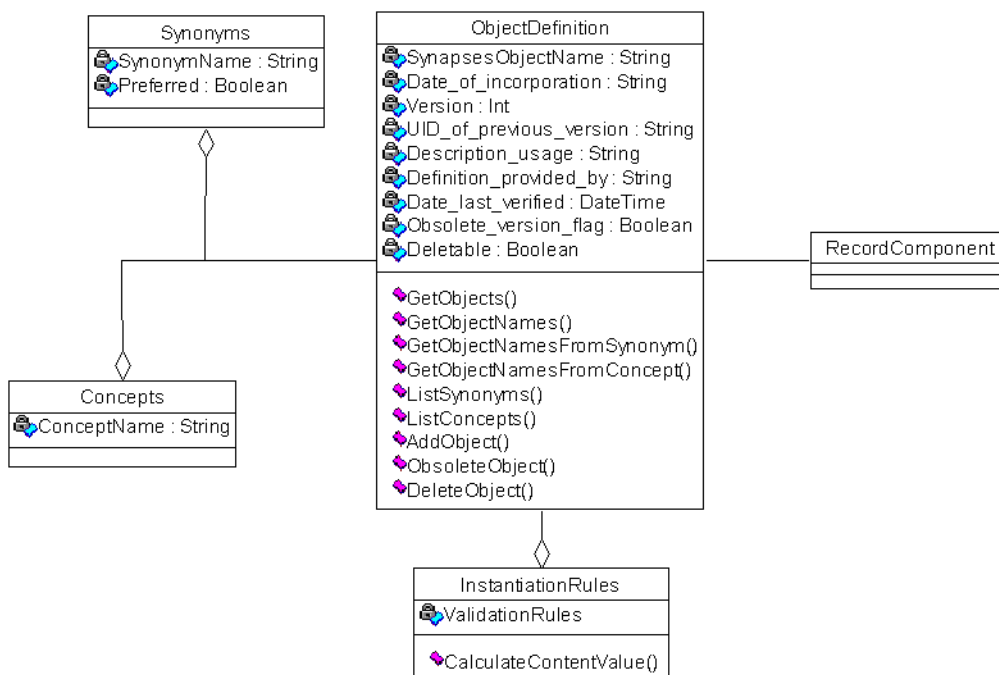 Synonyms
SynonymName : String
Preferred : Boolean
ObjectDefinition
SynapsesObjectName : String
Date_of_incorporation : String
Version : Int
UID_of_previous_version : String
Description_usage : String
Definition_provided_by : String
Date_last_verified : DateTime
Obsolete_version_flag : Boolean
Deletable : Boolean
GetObjects()
GetObjectNames()
GetObjectNamesFromSynonym()
GetObjectNamesFromConcept()
ListSynonyms()
ListConcepts()
AddObject()
ObsoleteObject()
DeleteObject()
RecordComponent
Concepts
ConceptName : String
InstantiationRules
ValidationRules
CalculateContentValue()